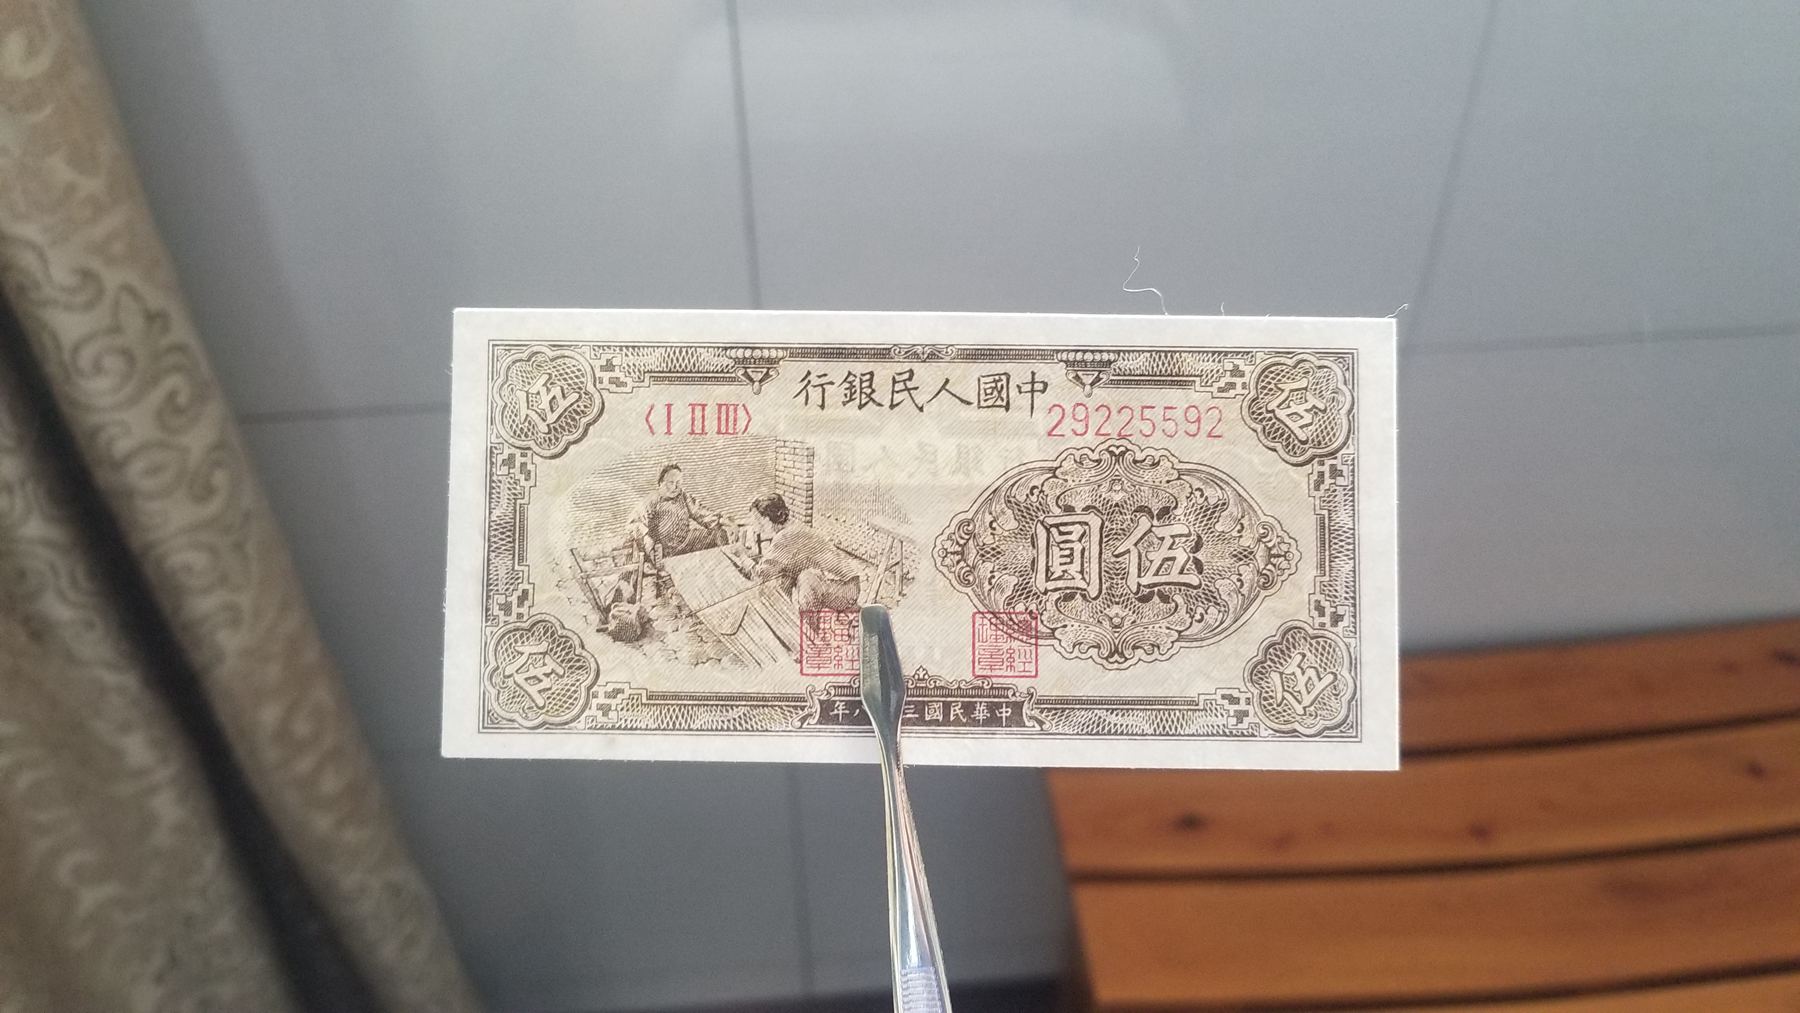 伍
伍
行銀民人國中
〈I II III〉
29225592
圓伍
伍
伍
年八 三國民華中